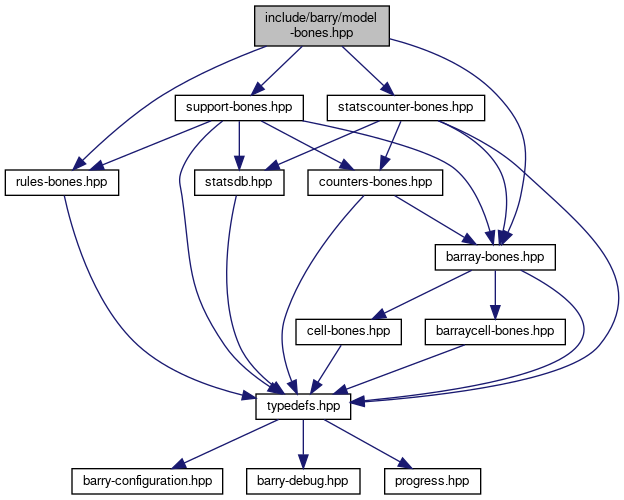 include/barry/model
-bones.hpp
support-bones.hpp
statscounter-bones.hpp
rules-bones.hpp
statsdb.hpp
counters-bones.hpp
barray-bones.hpp
cell-bones.hpp
barraycell-bones.hpp
typedefs.hpp
barry-configuration.hpp
barry-debug.hpp
progress.hpp